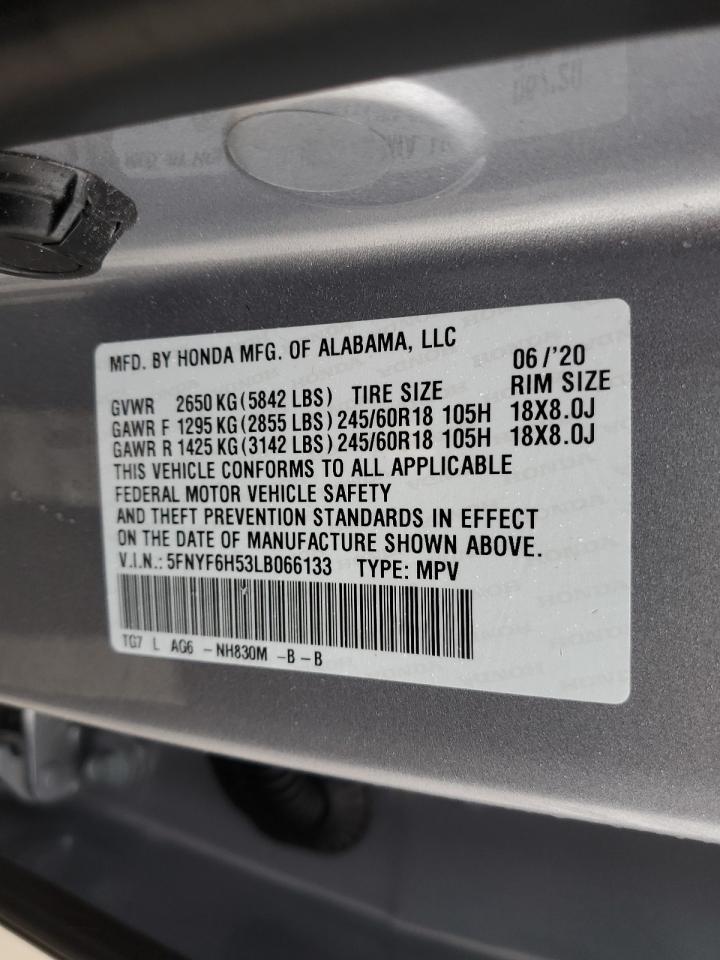 MFD. BY HONDA MFG. OF ALABAMA, LLC 06/'20
GVWR 2650 KG (5842 LBS) TIRE SIZE RIM SIZE
GAWR F 1295 KG (2855 LBS) 245/60R18 105H 18X8.0J
GAWR R 1425 KG (3142 LBS) 245/60R18 105H 18X8.0J
THIS VEHICLE CONFORMS TO ALL APPLICABLE
FEDERAL MOTOR VEHICLE SAFETY
AND THEFT PREVENTION STANDARDS IN EFFECT
ON THE DATE OF MANUFACTURE SHOWN ABOVE.
V.I.N.: 5FNYF6H53LB066133 TYPE: MPV
TG7 L AG6 -NH830M -B-B